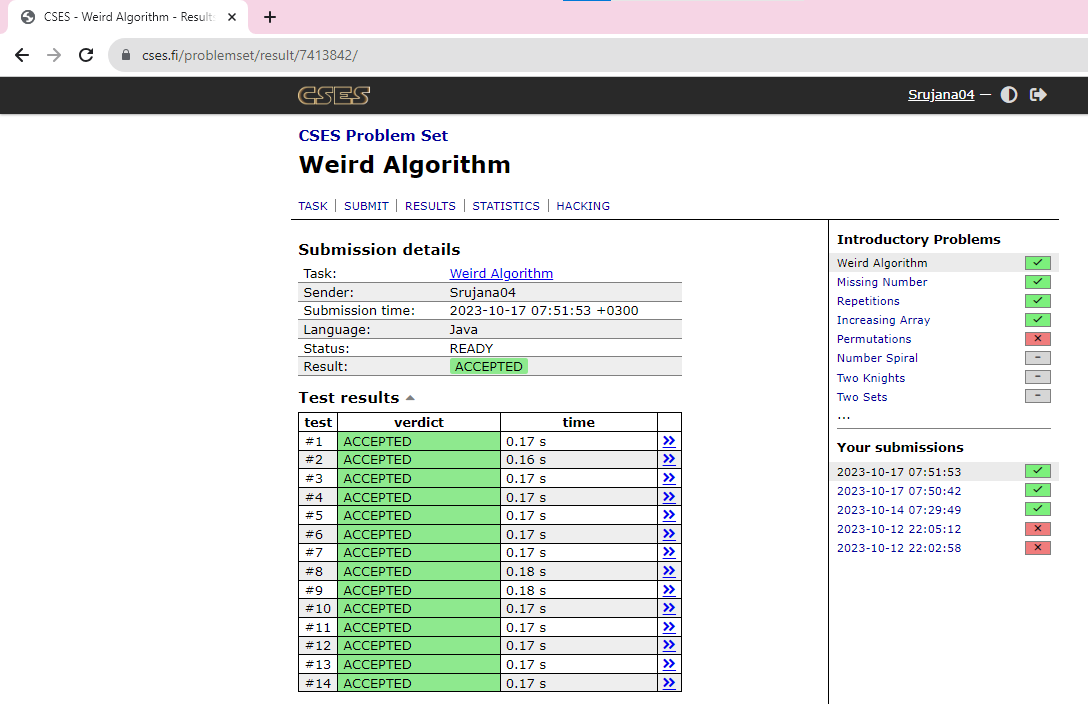 CSES - Weird Algorithm - Results
cses.fi/problemset/result/7413842/
CSES
Srujana04 —
CSES Problem Set
Weird Algorithm
TASK | SUBMIT | RESULTS | STATISTICS | HACKING
Submission details
Task: Weird Algorithm
Sender: Srujana04
Submission time: 2023-10-17 07:51:53 +0300
Language: Java
Status: READY
Result: ACCEPTED
Test results
test verdict time
#1 ACCEPTED 0.17 s »
#2 ACCEPTED 0.16 s »
#3 ACCEPTED 0.17 s »
#4 ACCEPTED 0.17 s »
#5 ACCEPTED 0.17 s »
#6 ACCEPTED 0.17 s »
#7 ACCEPTED 0.17 s »
#8 ACCEPTED 0.18 s »
#9 ACCEPTED 0.18 s »
#10 ACCEPTED 0.17 s »
#11 ACCEPTED 0.17 s »
#12 ACCEPTED 0.17 s »
#13 ACCEPTED 0.17 s »
#14 ACCEPTED 0.17 s »
Introductory Problems
Weird Algorithm
Missing Number
Repetitions
Increasing Array
Permutations
Number Spiral
Two Knights
Two Sets
...
Your submissions
2023-10-17 07:51:53
2023-10-17 07:50:42
2023-10-14 07:29:49
2023-10-12 22:05:12
2023-10-12 22:02:58